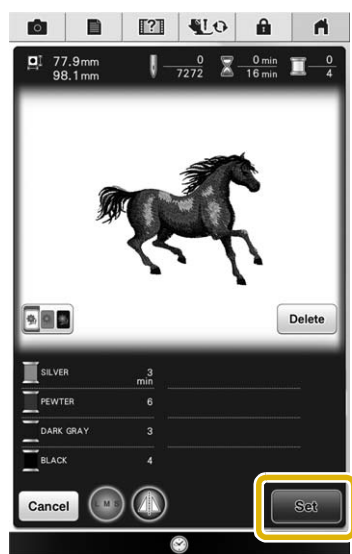 77.9mm
98.1mm
0
7272
0 min
16 min
0
4
Delete
SILVER 3
min
PEWTER 6
DARK GRAY 3
BLACK 4
Cancel
L M S
Set